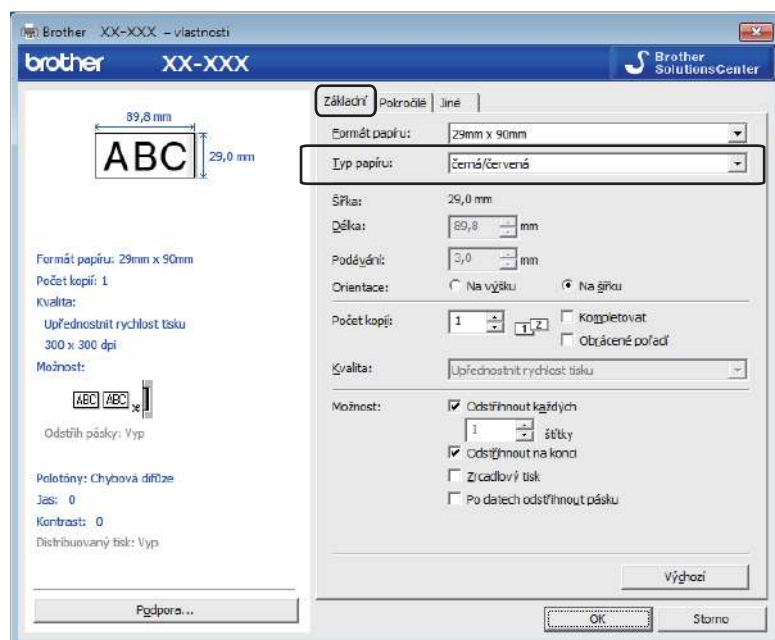 Brother XX-XXX – vlastnosti
brother XX-XXX
Brother
SolutionsCenter
89,8 mm
ABC
29,0 mm
Formát papíru: 29mm x 90mm
Počet kopií: 1
Kvalita:
Upřednostnit rychlost tisku
300 x 300 dpi
Možnost:
ABC ABC
Odstřih pásky: Vyp
Polotóny: Chybová difůze
Jas: 0
Kontrast: 0
Distribuovaný tisk: Vyp
Podpora...
Základní Pokročilé Jiné
Formát papíru: 29mm x 90mm
Typ papíru: černá/červená
Šířka: 29,0 mm
Délka: 89,8 mm
Podávání: 3,0 mm
Orientace: Na výšku Na šířku
Počet kopií: 1 1 2 Kompletovat
Obrácené pořadí
Kvalita: Upřednostnit rychlost tisku
Možnost: Odstřihnout každých
1 štítky
Odstřihnout na konci
Zrcadlový tisk
Po datech odstřihnout pásku
Výchozí
OK Storno